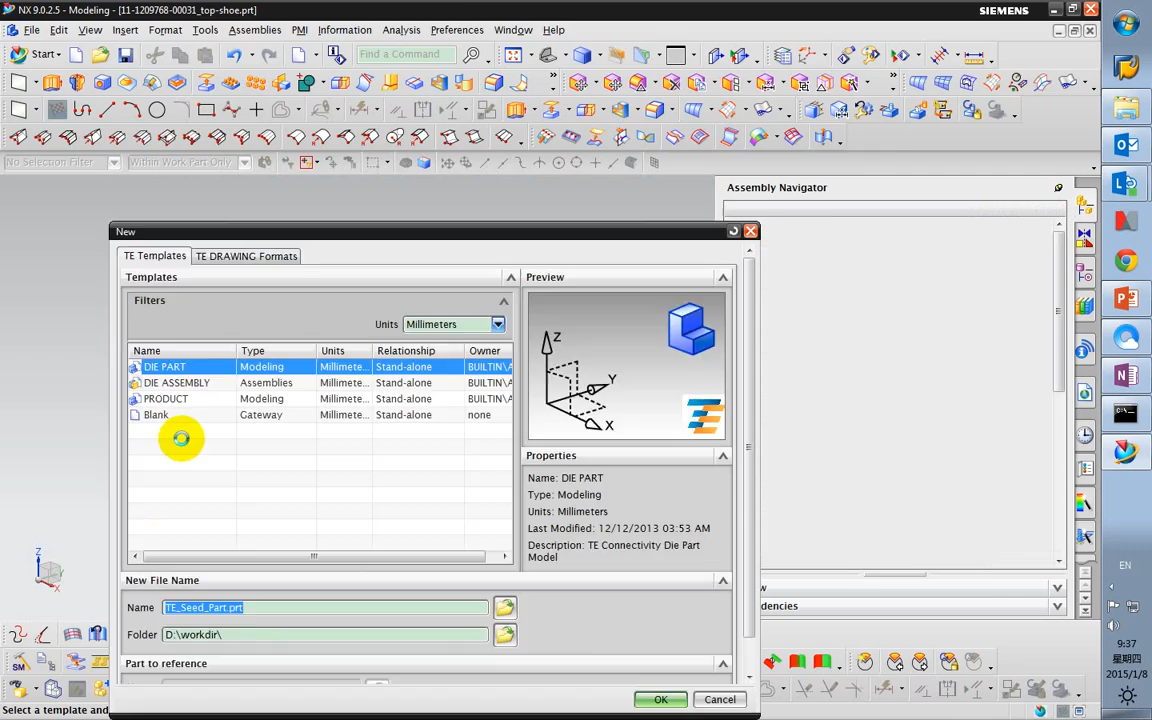 NX 9.0.2.5 - Modeling - [11-1209768-00031_top-shoe.prt]
SIEMENS
File Edit View Insert Format Tools Assemblies PMI Information Analysis Preferences Window Help
Start
Find a Command
No Selection Filter
Within Work Part Only
Assembly Navigator
New
TE Templates
TE DRAWING Formats
Templates
Filters
Units Millimeters
Name Type Units Relationship Owner
DIE PART Modeling Millimete... Stand-alone BUILTIN\A
DIE ASSEMBLY Assemblies Millimete... Stand-alone BUILTIN\A
PRODUCT Modeling Millimete... Stand-alone BUILTIN\A
Blank Gateway Millimete... Stand-alone none
Preview
Z
Y
X
Properties
Name: DIE PART
Type: Modeling
Units: Millimeters
Last Modified: 12/12/2013 03:53 AM
Description: TE Connectivity Die Part
Model
New File Name
Name TE_Seed_Part.prt
Folder D:\workdir\
Part to reference
OK
Cancel
Select a template and
EN
9:37
星期四
2015/1/8